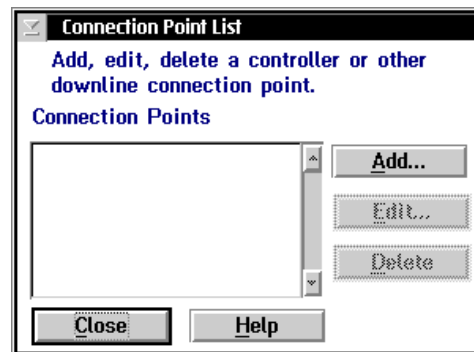 Connection Point List
Add, edit, delete a controller or other
downline connection point.
Connection Points
Add...
Edit...
Delete
Close
Help